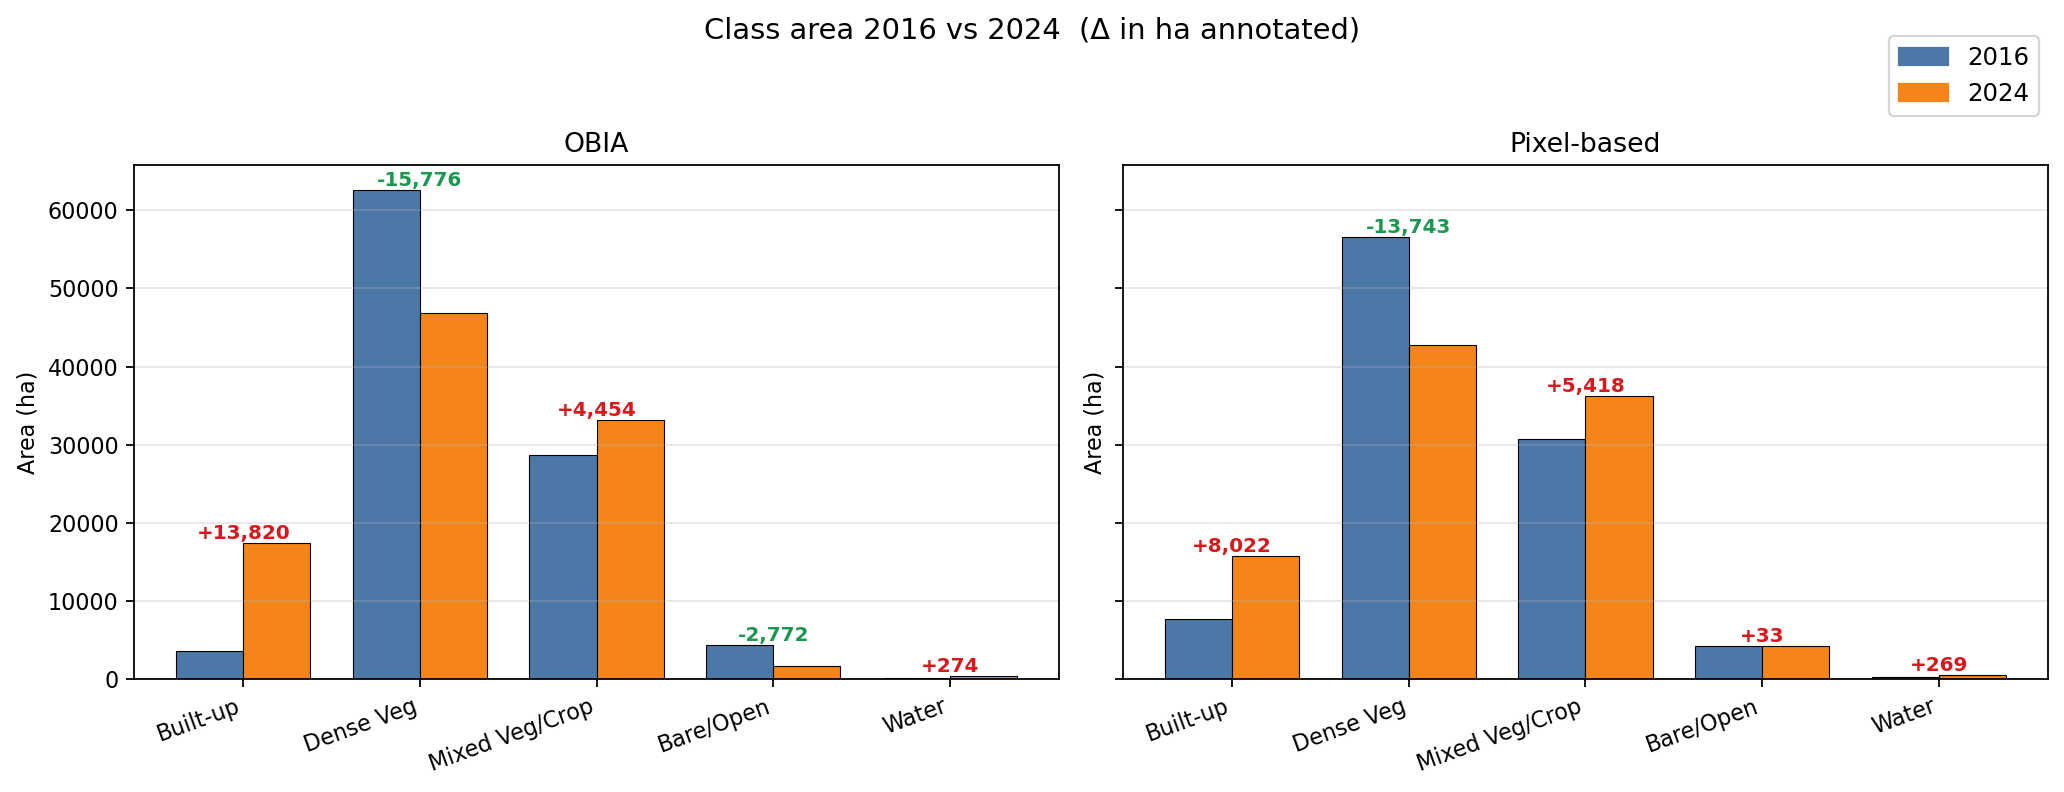 Class area 2016 vs 2024  (Δ in ha annotated)
2016
2024
OBIA
Area (ha)
60000
50000
40000
30000
20000
10000
0
+13,820
-15,776
+4,454
-2,772
+274
Built-up
Dense Veg
Mixed Veg/Crop
Bare/Open
Water
Pixel-based
Area (ha)
+8,022
-13,743
+5,418
+33
+269
Built-up
Dense Veg
Mixed Veg/Crop
Bare/Open
Water